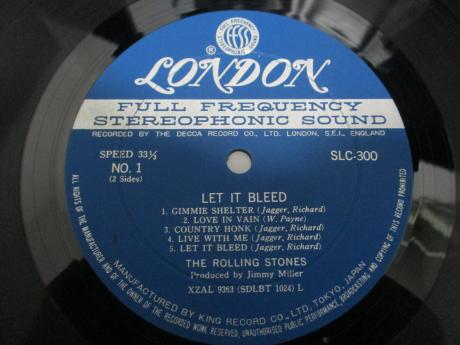 FULL FREQUENCY STEREOPHONIC SOUND
®
LONDON
FULL FREQUENCY
STEREOPHONIC SOUND
RECORDED BY THE DECCA RECORD CO., LTD. LONDON, S.E.I., ENGLAND
SPEED 33⅓
SLC-300
NO. 1
(2 Sides)
LET IT BLEED
1. GIMMIE SHELTER (Jagger, Richard)
2. LOVE IN VAIN (W. Payne)
3. COUNTRY HONK (Jagger, Richard)
4. LIVE WITH ME (Jagger, Richard)
5. LET IT BLEED (Jagger, Richard)
THE ROLLING STONES
Produced by Jimmy Miller
XZAL 9363 (SDLBT 1024) L
MANUFACTURED BY KING RECORD CO., LTD., TOKYO, JAPAN
ALL RIGHTS OF THE MANUFACTURER AND OF THE OWNER OF THE RECORDED WORK RESERVED, UNAUTHORISED PUBLIC PERFORMANCE, BROADCASTING AND COPYING OF THIS RECORD PROHIBITED